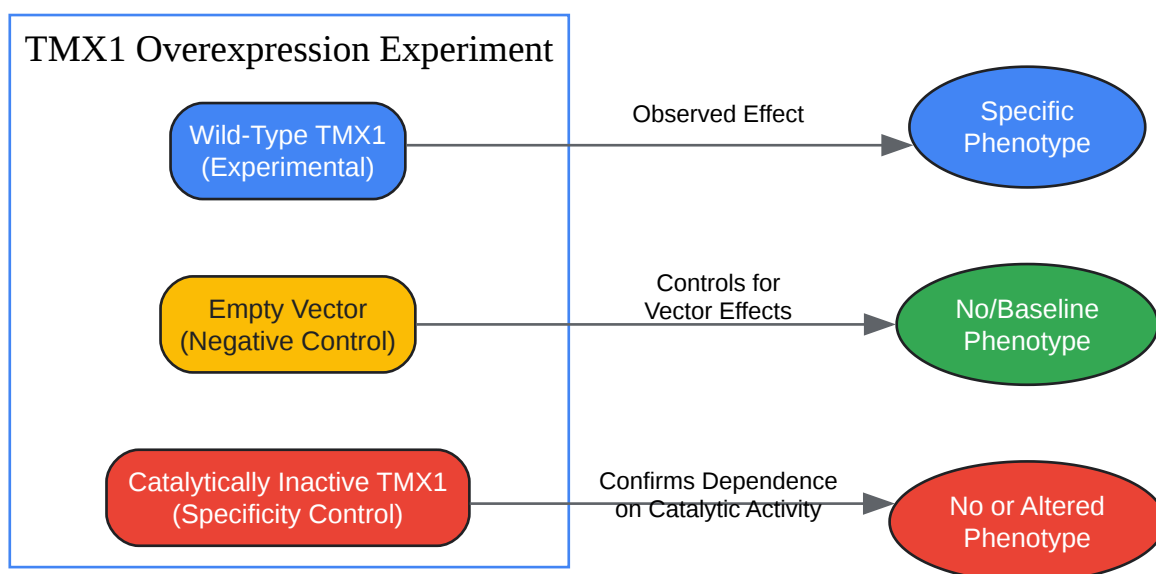 TMX1 Overexpression Experiment
Wild-Type TMX1
(Experimental)
Observed Effect
Specific
Phenotype
Empty Vector
(Negative Control)
Controls for
Vector Effects
No/Baseline
Phenotype
Catalytically Inactive TMX1
(Specificity Control)
Confirms Dependence
on Catalytic Activity
No or Altered
Phenotype